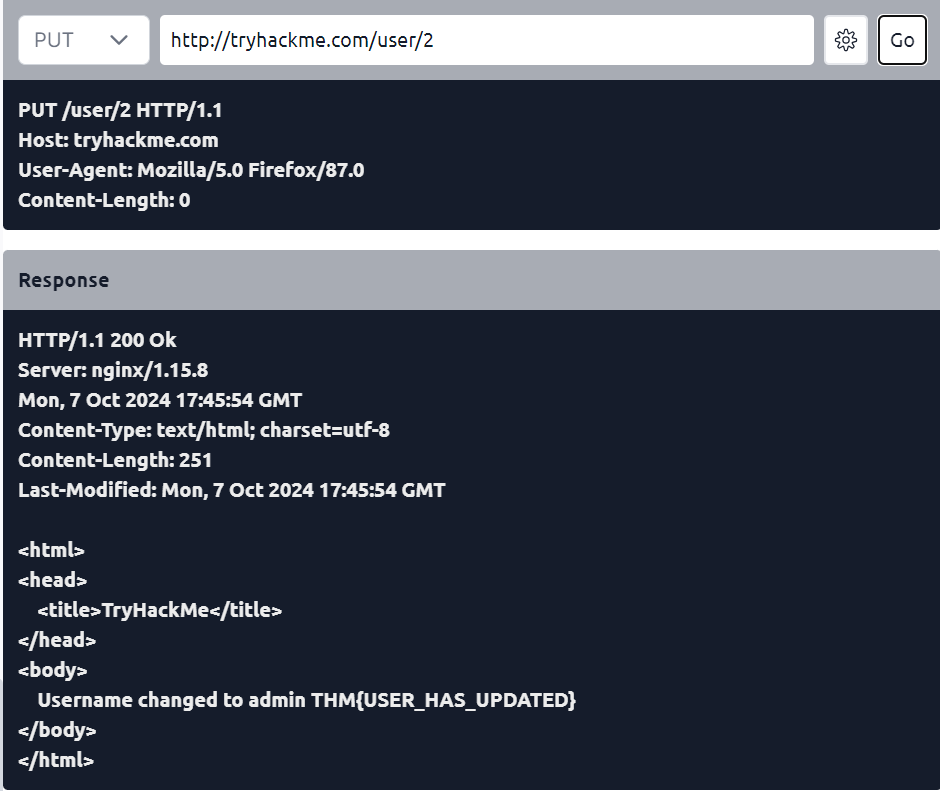 PUT http://tryhackme.com/user/2 Go
PUT /user/2 HTTP/1.1
Host: tryhackme.com
User-Agent: Mozilla/5.0 Firefox/87.0
Content-Length: 0
Response
HTTP/1.1 200 Ok
Server: nginx/1.15.8
Mon, 7 Oct 2024 17:45:54 GMT
Content-Type: text/html; charset=utf-8
Content-Length: 251
Last-Modified: Mon, 7 Oct 2024 17:45:54 GMT
<html>
<head>
<title>TryHackMe</title>
</head>
<body>
Username changed to admin THM{USER_HAS_UPDATED}
</body>
</html>